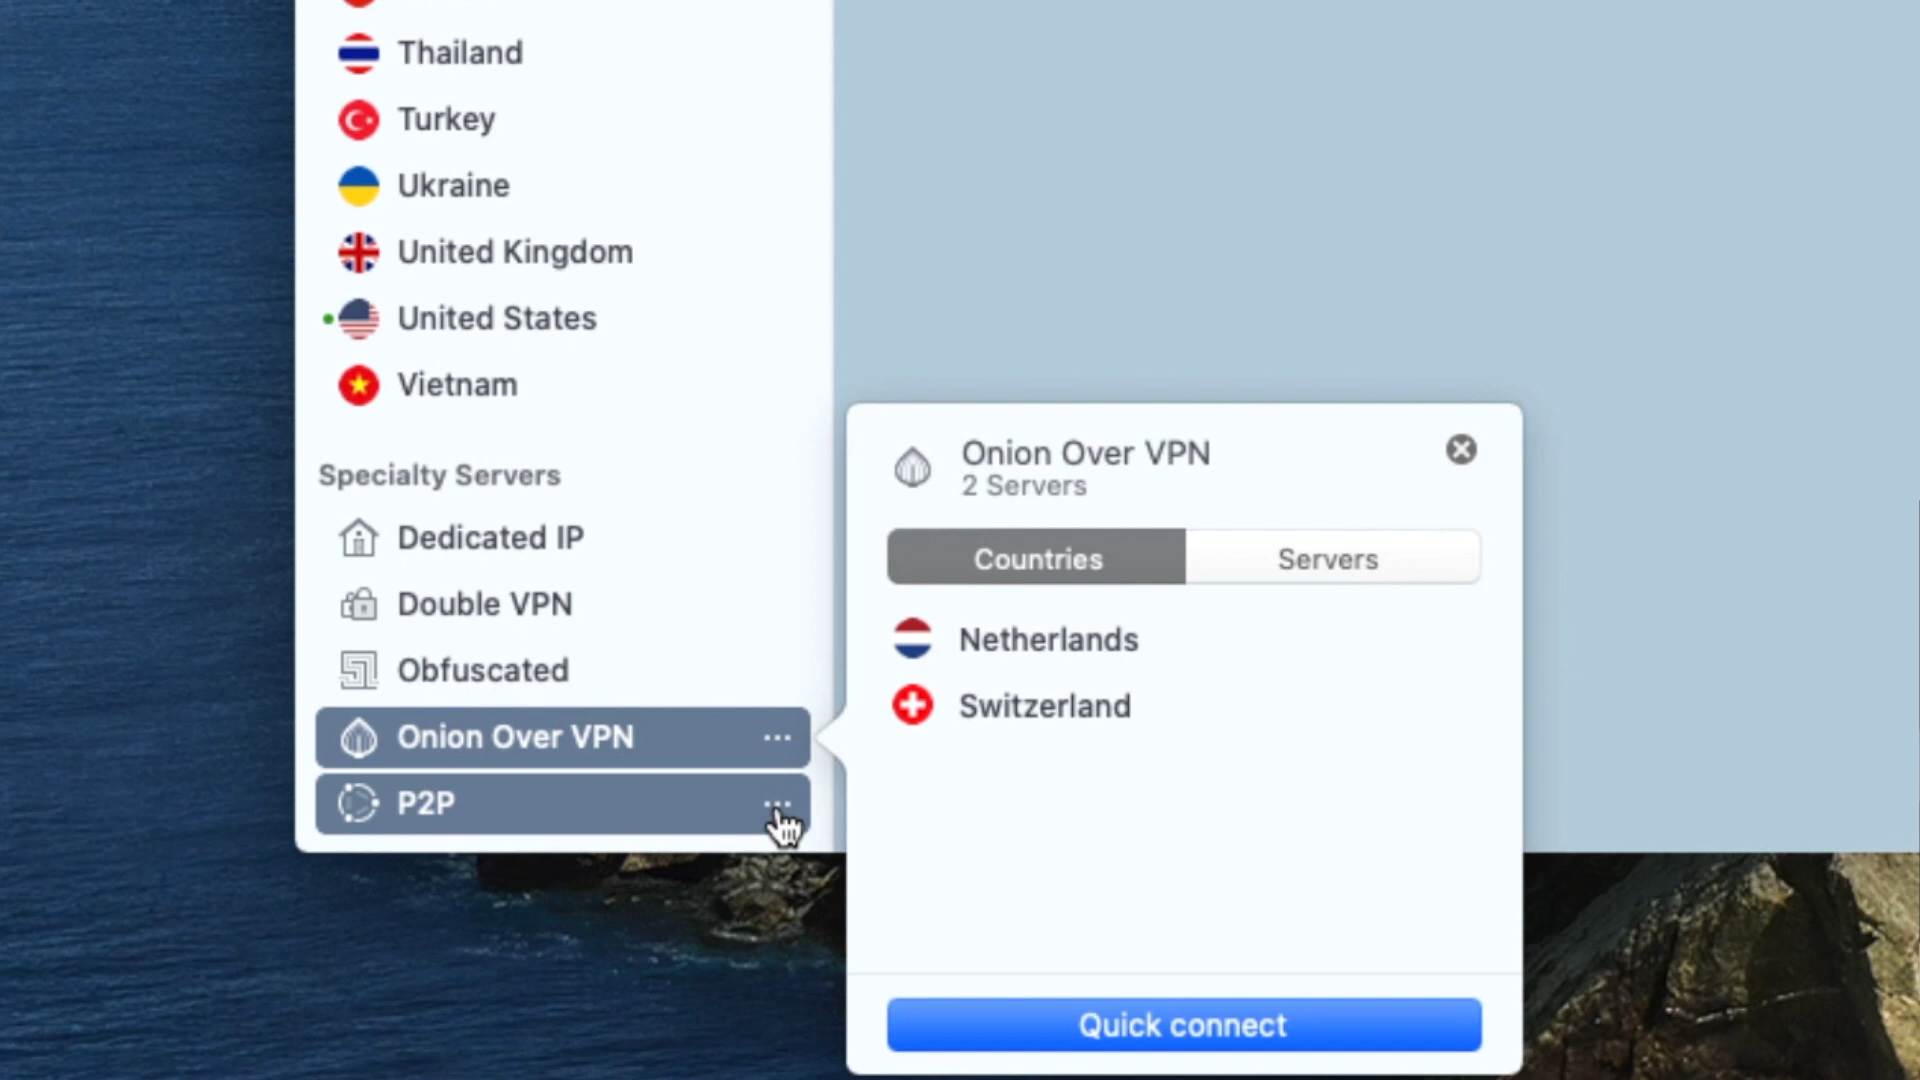 Thailand
Turkey
Ukraine
United Kingdom
United States
Vietnam
Specialty Servers
Dedicated IP
Double VPN
Obfuscated
Onion Over VPN ...
P2P ...
Onion Over VPN
2 Servers
Countries
Servers
Netherlands
Switzerland
Quick connect